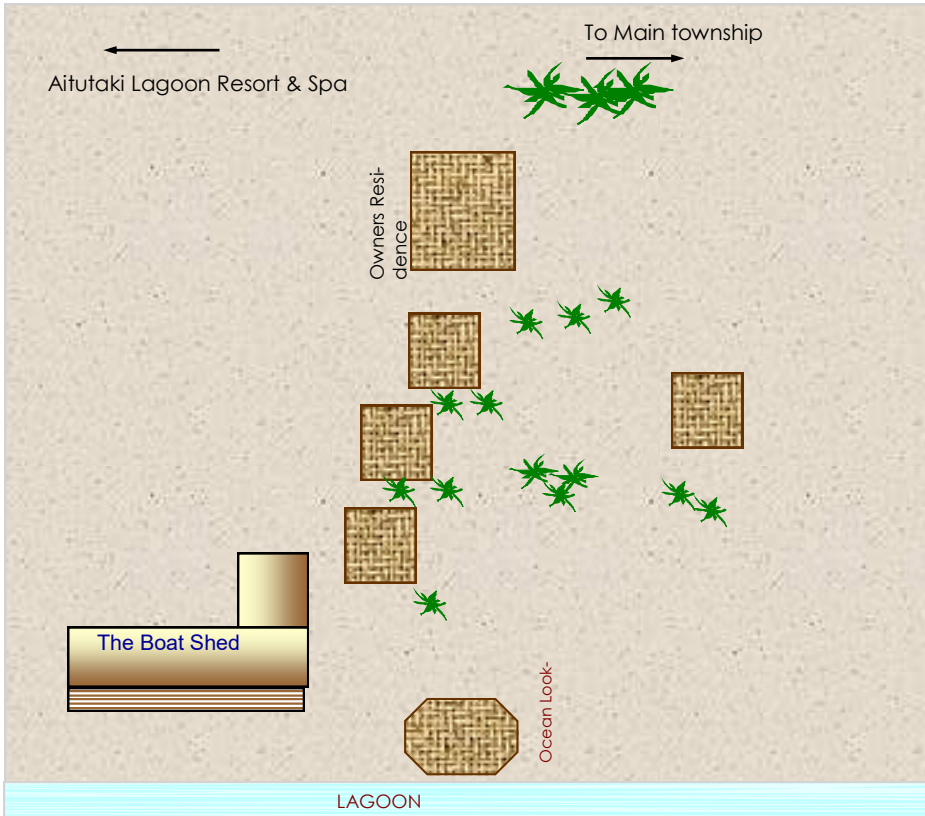 To Main township
Aitutaki Lagoon Resort & Spa
Owners Resi-
dence
The Boat Shed
Ocean Look-
LAGOON